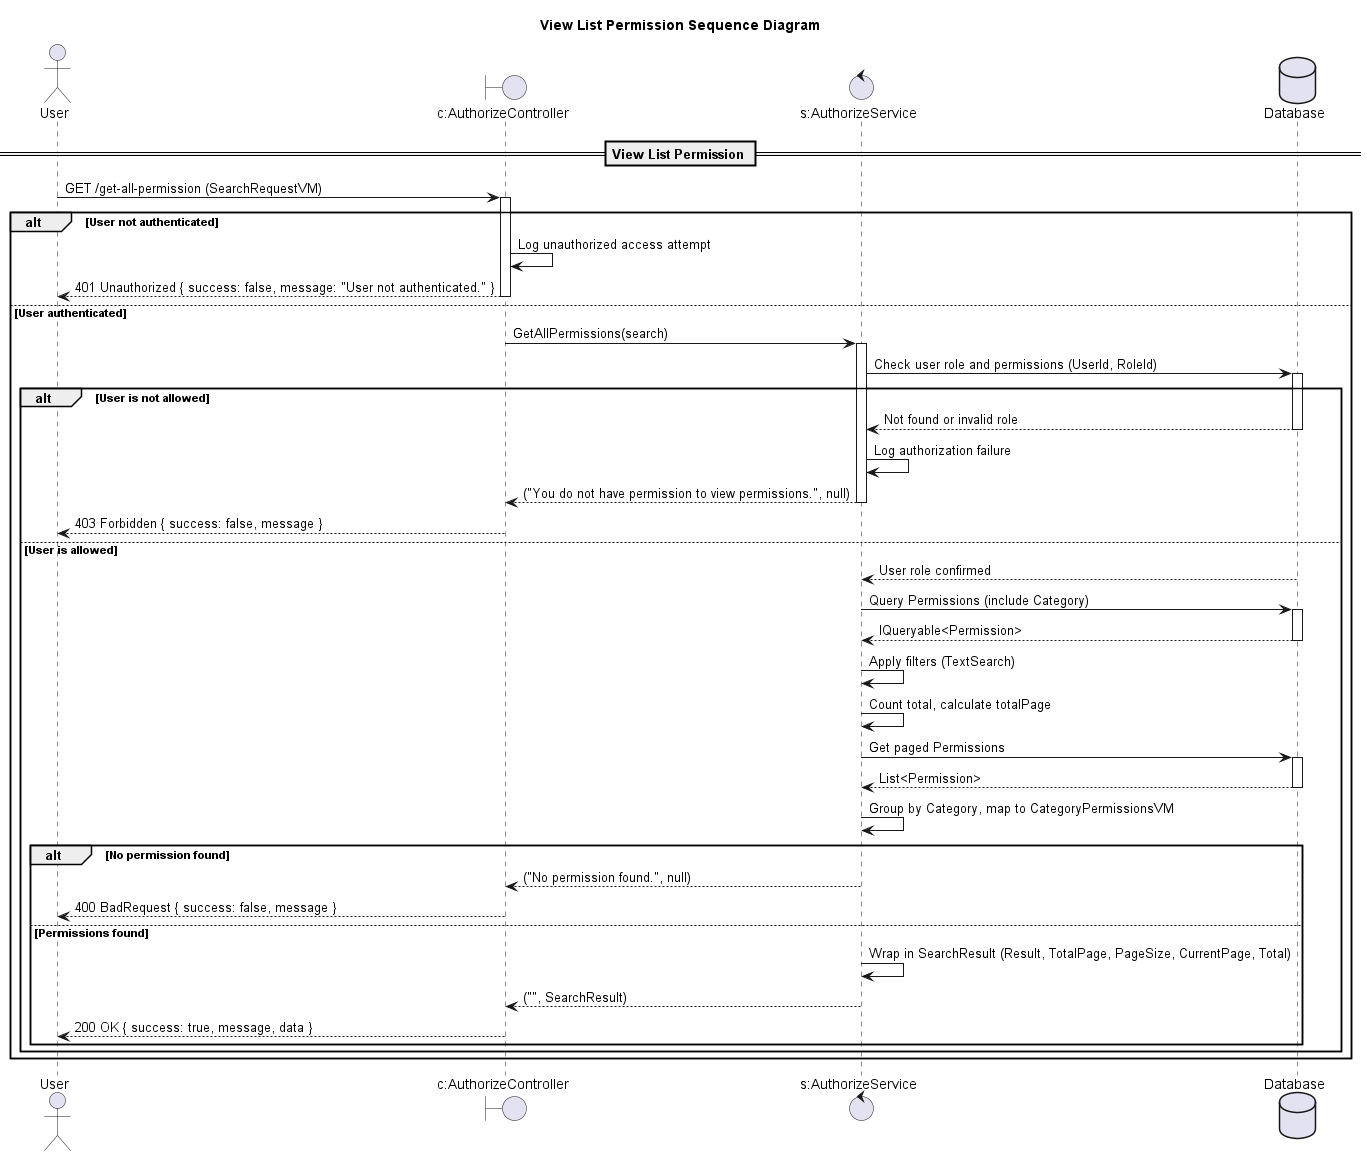 View List Permission Sequence Diagram
User
c:AuthorizeController
s:AuthorizeService
Database
View List Permission
GET /get-all-permission (SearchRequestVM)
alt
[User not authenticated]
Log unauthorized access attempt
401 Unauthorized { success: false, message: "User not authenticated." }
[User authenticated]
GetAllPermissions(search)
Check user role and permissions (UserId, RoleId)
alt
[User is not allowed]
Not found or invalid role
Log authorization failure
("You do not have permission to view permissions.", null)
403 Forbidden { success: false, message }
[User is allowed]
User role confirmed
Query Permissions (include Category)
IQueryable<Permission>
Apply filters (TextSearch)
Count total, calculate totalPage
Get paged Permissions
List<Permission>
Group by Category, map to CategoryPermissionsVM
alt
[No permission found]
("No permission found.", null)
400 BadRequest { success: false, message }
[Permissions found]
Wrap in SearchResult (Result, TotalPage, PageSize, CurrentPage, Total)
("", SearchResult)
200 OK { success: true, message, data }
User
c:AuthorizeController
s:AuthorizeService
Database